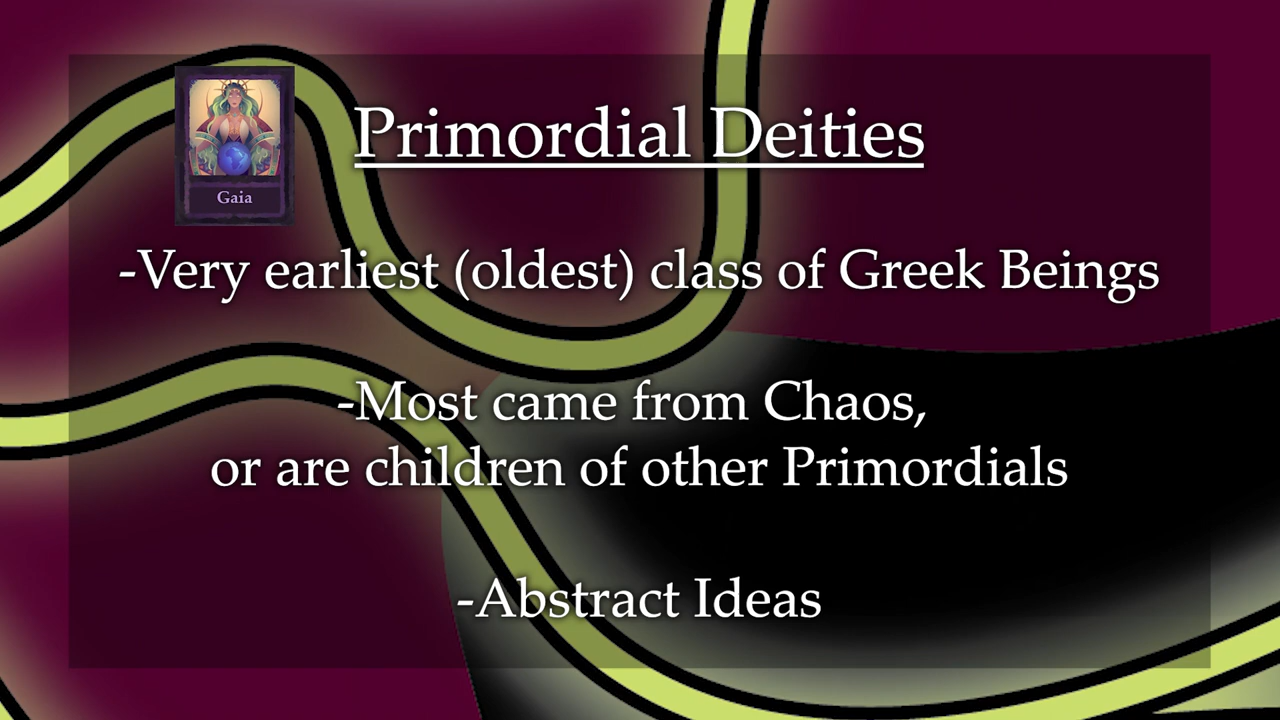 Gaia
Primordial Deities
-Very earliest (oldest) class of Greek Beings
-Most came from Chaos,
or are children of other Primordials
-Abstract Ideas